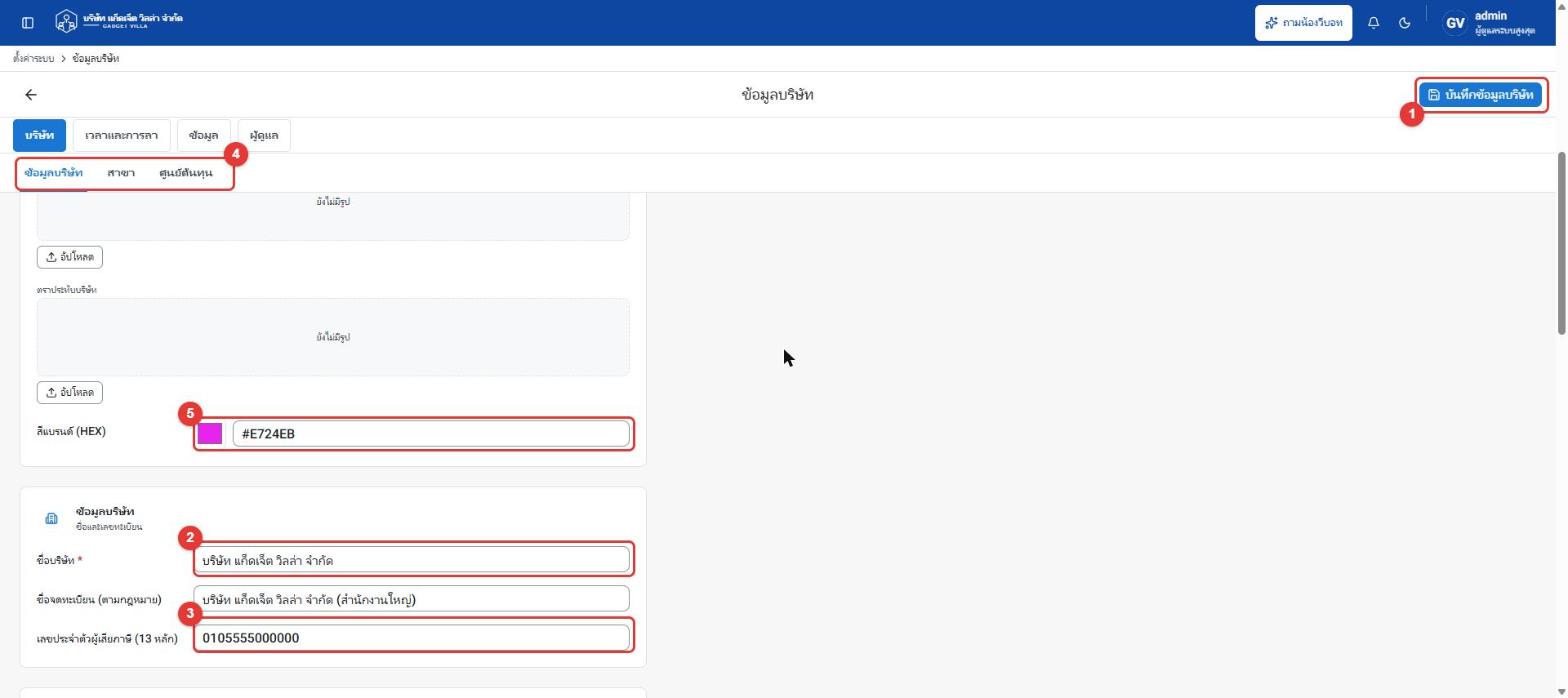 บริษัท แก็ดเจ็ต วิลล่า จำกัด
GADGET VILLA
ถามน้องวีบอท
GV
admin
ผู้ดูแลระบบสูงสุด
ตั้งค่าระบบ > ข้อมูลบริษัท
ข้อมูลบริษัท
บันทึกข้อมูลบริษัท
1
บริษัท
เวลาและการลา
ข้อมูล
ผู้ดูแล
4
ข้อมูลบริษัท
สาขา
ศูนย์ต้นทุน
ยังไม่มีรูป
อัปโหลด
ตราประทับบริษัท
ยังไม่มีรูป
อัปโหลด
5
สีแบรนด์ (HEX)
#E724EB
ข้อมูลบริษัท
ชื่อและเลขทะเบียน
2
ชื่อบริษัท *
บริษัท แก็ดเจ็ต วิลล่า จำกัด
ชื่อจดทะเบียน (ตามกฎหมาย)
บริษัท แก็ดเจ็ต วิลล่า จำกัด (สำนักงานใหญ่)
3
เลขประจำตัวผู้เสียภาษี (13 หลัก)
0105555000000